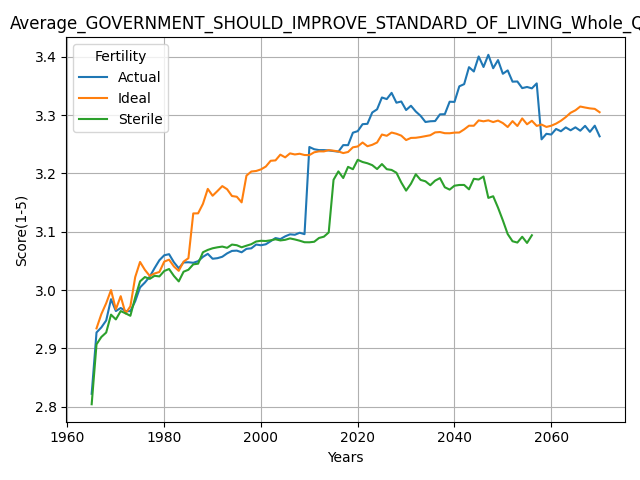 Average_GOVERNMENT_SHOULD_IMPROVE_STANDARD_OF_LIVING_Whole_Q
Fertility
Actual
Ideal
Sterile
Score(1-5)
3.4
3.3
3.2
3.1
3.0
2.9
2.8
1960 1980 2000 2020 2040 2060
Years